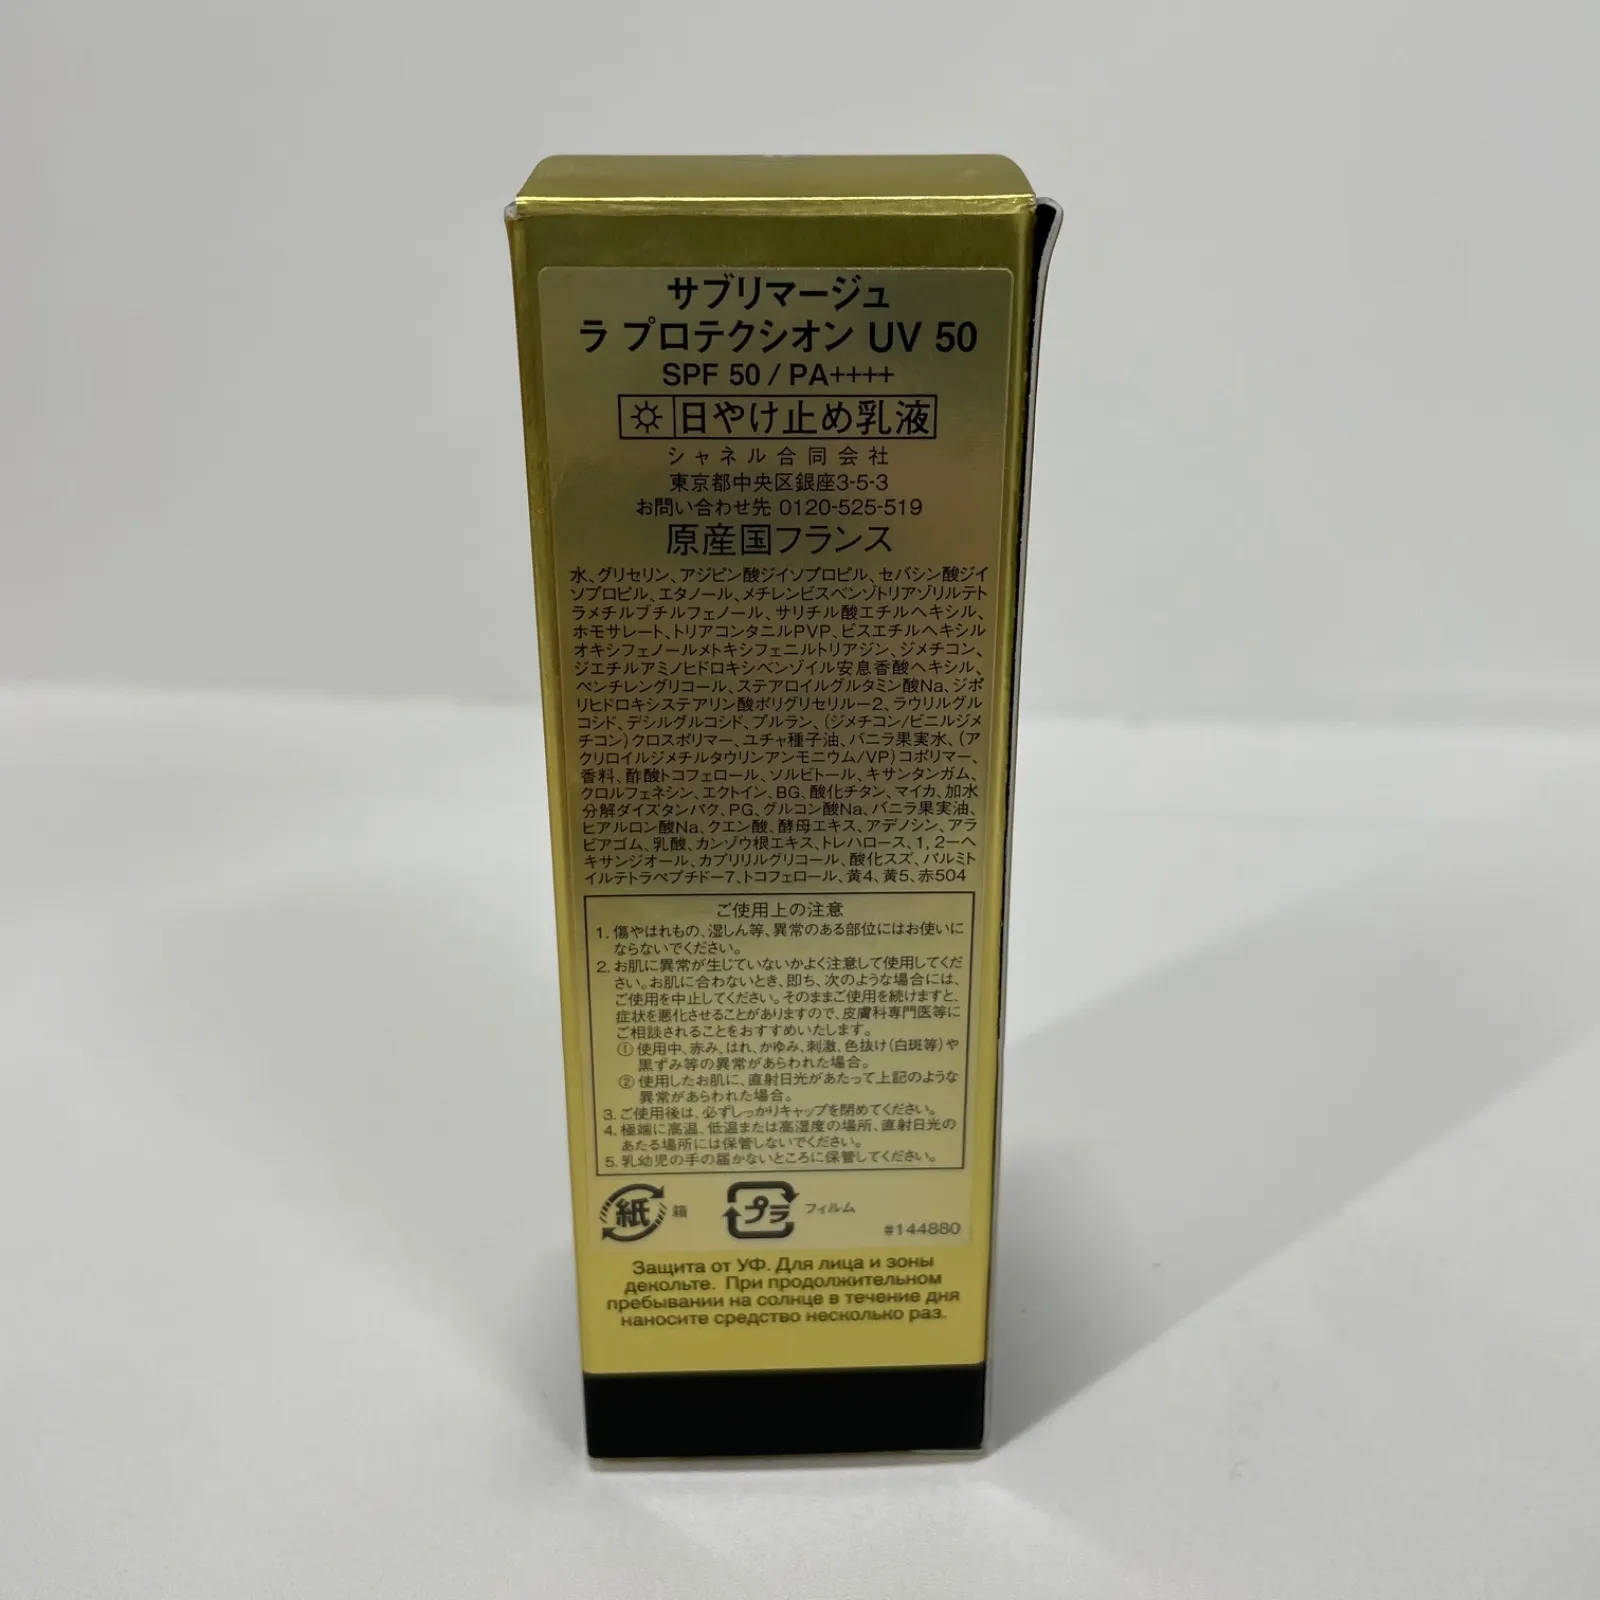 サブリマージュ
ラ プロテクシオン UV 50
SPF 50 / PA++++
日やけ止め乳液
シャネル合同会社
東京都中央区銀座3-5-3
お問い合わせ先 0120-525-519
原産国フランス
水、グリセリン、アジピン酸ジイソプロピル、セバシン酸ジイ
ソプロピル、エタノール、メチレンビスベンゾトリアゾリルテト
ラメチルブチルフェノール、サリチル酸エチルヘキシル、
ホモサレート、トリアコンタニルPVP、ビスエチルヘキシル
オキシフェノールメトキシフェニルトリアジン、ジメチコン、
ジエチルアミノヒドロキシベンゾイル安息香酸ヘキシル、
ペンチレングリコール、ステアロイルグルタミン酸Na、ジポ
リヒドロキシステアリン酸ポリグリセリルー2、ラウリルグル
コシド、デシルグルコシド、プルラン、(ジメチコン/ビニルジメ
チコン)クロスポリマー、ユチャ種子油、バニラ果実水、(ア
クリロイルジメチルタウリンアンモニウム/VP)コポリマー、
香料、酢酸トコフェロール、ソルビトール、キサンタンガム、
クロルフェネシン、エクトイン、BG、酸化チタン、マイカ、加水
分解ダイズタンパク、PG、グルコン酸Na、バニラ果実油、
ヒアルロン酸Na、クエン酸、酵母エキス、アデノシン、アラ
ビアゴム、乳酸、カンゾウ根エキス、トレハロース、1, 2ーヘ
キサンジオール、カプリリルグリコール、酸化スズ、パルミト
イルテトラペプチドー7、トコフェロール、黄4、黄5、赤504
ご使用上の注意
1. 傷やはれもの、湿しん等、異常のある部位にはお使いに
ならないでください。
2. お肌に異常が生じていないかよく注意して使用してくだ
さい。お肌に合わないとき、即ち、次のような場合には、
ご使用を中止してください。そのままご使用を続けますと、
症状を悪化させることがありますので、皮膚科専門医等に
ご相談されることをおすすめいたします。
① 使用中、赤み、はれ、かゆみ、刺激、色抜け(白斑等)や
黒ずみ等の異常があらわれた場合。
② 使用したお肌に、直射日光があたって上記のような
異常があらわれた場合。
3. ご使用後は、必ずしっかりキャップを閉めてください。
4. 極端に高温、低温または高湿度の場所、直射日光の
あたる場所には保管しないでください。
5. 乳幼児の手の届かないところに保管してください。
紙 箱 プラ フィルム
#144880
Защита от УФ. Для лица и зоны
декольте. При продолжительном
пребывании на солнце в течение дня
наносите средство несколько раз.